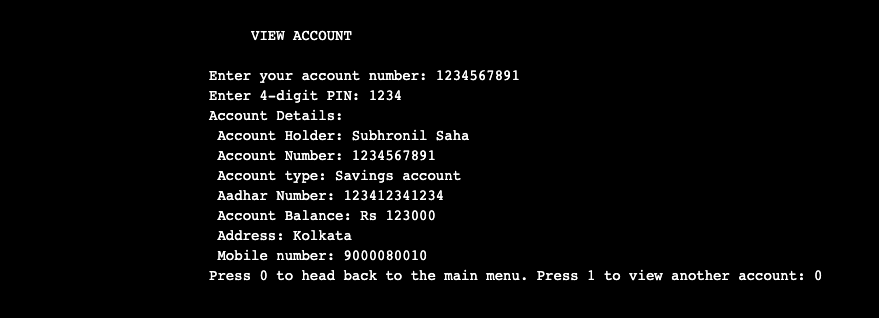 VIEW ACCOUNT
Enter your account number: 1234567891
Enter 4-digit PIN: 1234
Account Details:
Account Holder: Subhronil Saha
Account Number: 1234567891
Account type: Savings account
Aadhar Number: 123412341234
Account Balance: Rs 123000
Address: Kolkata
Mobile number: 9000080010
Press 0 to head back to the main menu. Press 1 to view another account: 0